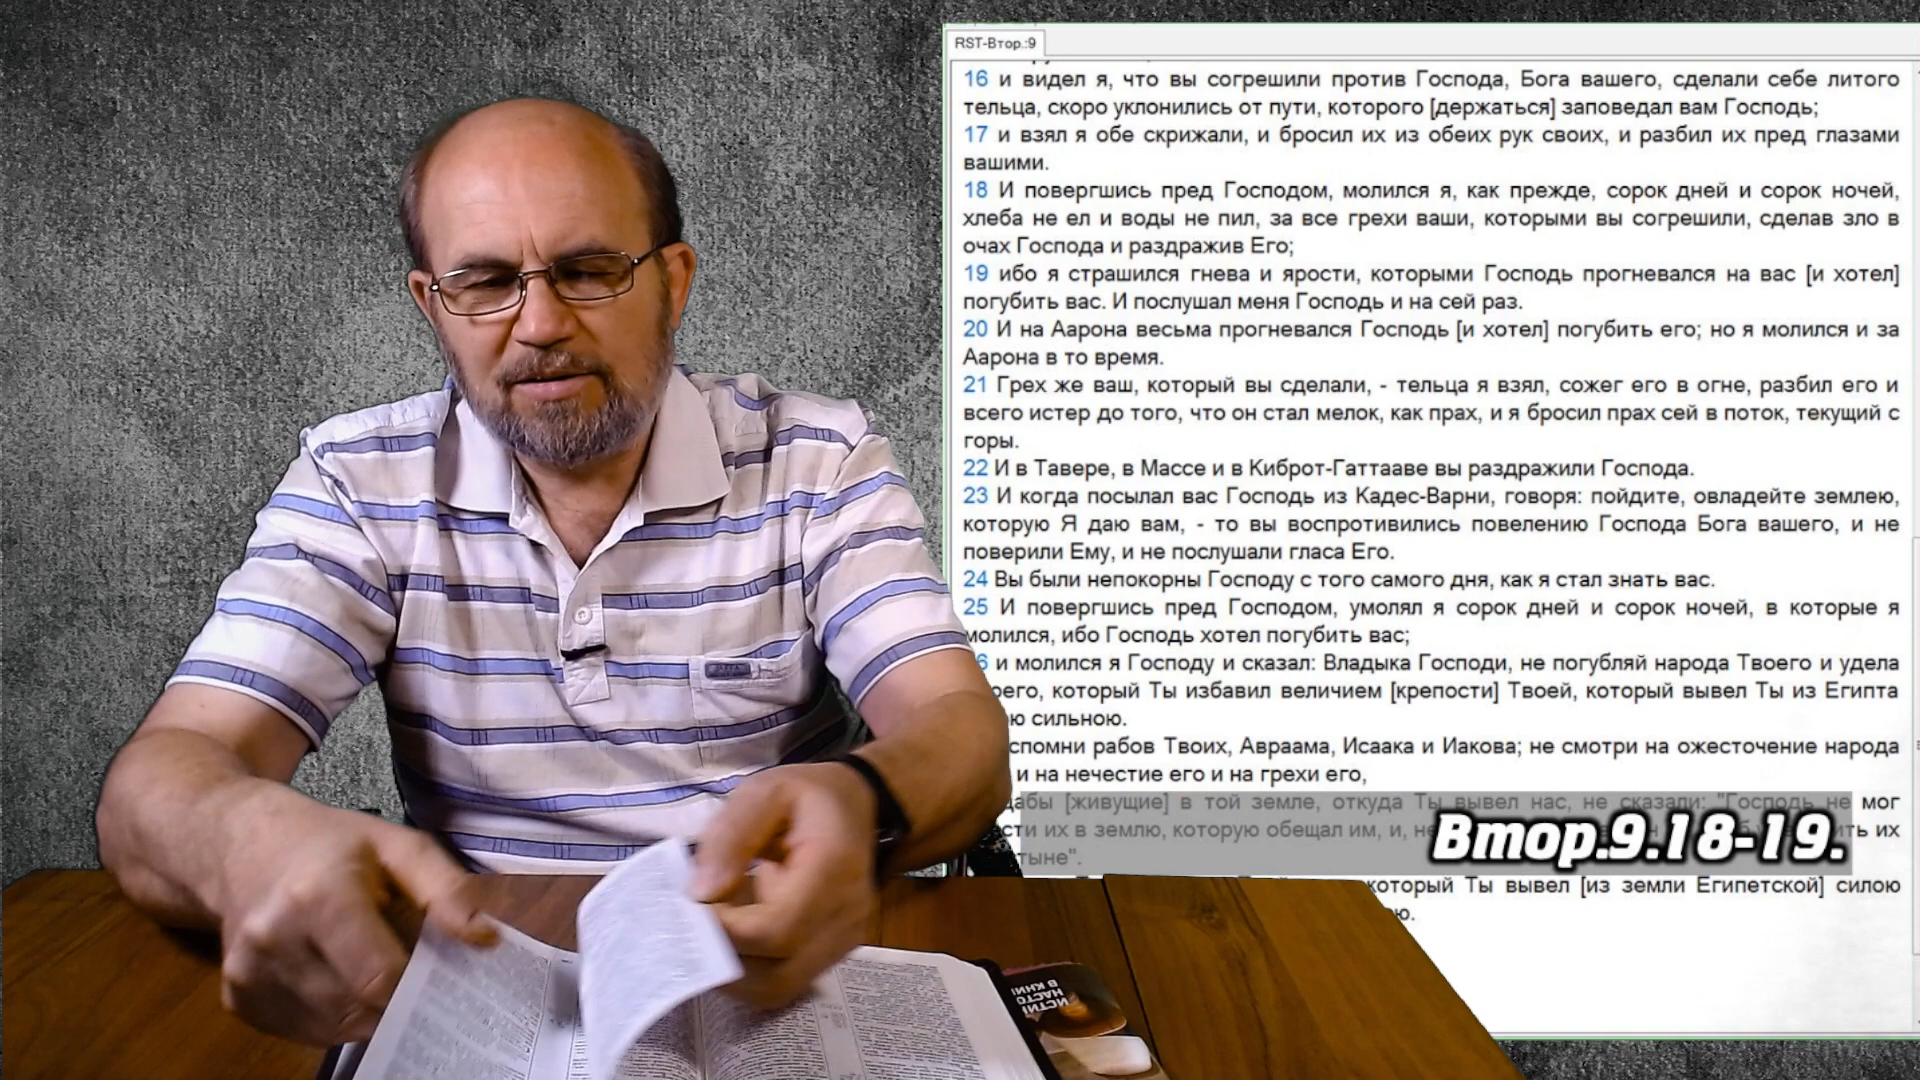 RST-Втор.:9
16 и видел я, что вы согрешили против Господа, Бога вашего, сделали себе литого
тельца, скоро уклонились от пути, которого [держаться] заповедал вам Господь;
17 и взял я обе скрижали, и бросил их из обеих рук своих, и разбил их пред глазами
вашими.
18 И повергшись пред Господом, молился я, как прежде, сорок дней и сорок ночей,
хлеба не ел и воды не пил, за все грехи ваши, которыми вы согрешили, сделав зло в
очах Господа и раздражив Его;
19 ибо я страшился гнева и ярости, которыми Господь прогневался на вас [и хотел]
погубить вас. И послушал меня Господь и на сей раз.
20 И на Аарона весьма прогневался Господь [и хотел] погубить его; но я молился и за
Аарона в то время.
21 Грех же ваш, который вы сделали, - тельца я взял, сожег его в огне, разбил его и
всего истер до того, что он стал мелок, как прах, и я бросил прах сей в поток, текущий с
горы.
22 И в Тавере, в Массе и в Киброт-Гаттааве вы раздражили Господа.
23 И когда посылал вас Господь из Кадес-Варни, говоря: пойдите, овладейте землею,
которую Я даю вам, - то вы воспротивились повелению Господа Бога вашего, и не
поверили Ему, и не послушали гласа Его.
24 Вы были непокорны Господу с того самого дня, как я стал знать вас.
25 И повергшись пред Господом, умолял я сорок дней и сорок ночей, в которые я
молился, ибо Господь хотел погубить вас;
6 и молился я Господу и сказал: Владыка Господи, не погубляй народа Твоего и удела
оего, который Ты избавил величием [крепости] Твоей, который вывел Ты из Египта
ю сильною.
спомни рабов Твоих, Авраама, Исаака и Иакова; не смотри на ожесточение народа
и на нечестие его и на грехи его,
дабы [живущие] в той земле, откуда Ты вывел нас, не сказали: "Господь не мог
ести их в землю, которую обещал им, и, не
ить их
тыне".
Втор.9.18-19.
который Ты вывел [из земли Египетской] силою
ою.